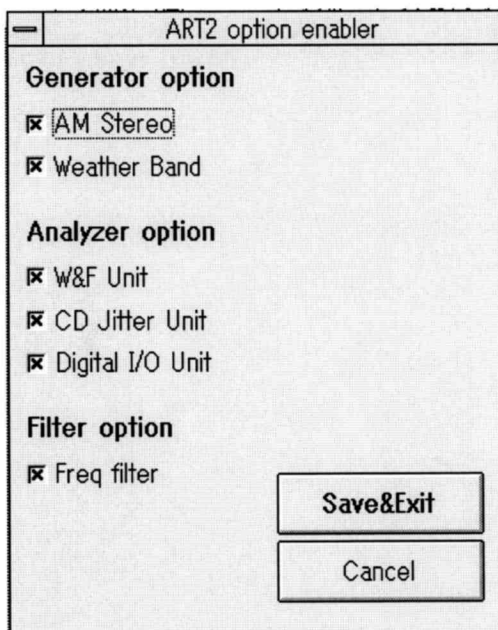 ART2 option enabler
Generator option
AM Stereo
Weather Band
Analyzer option
W&F Unit
CD Jitter Unit
Digital I/O Unit
Filter option
Freq filter
Save&Exit
Cancel